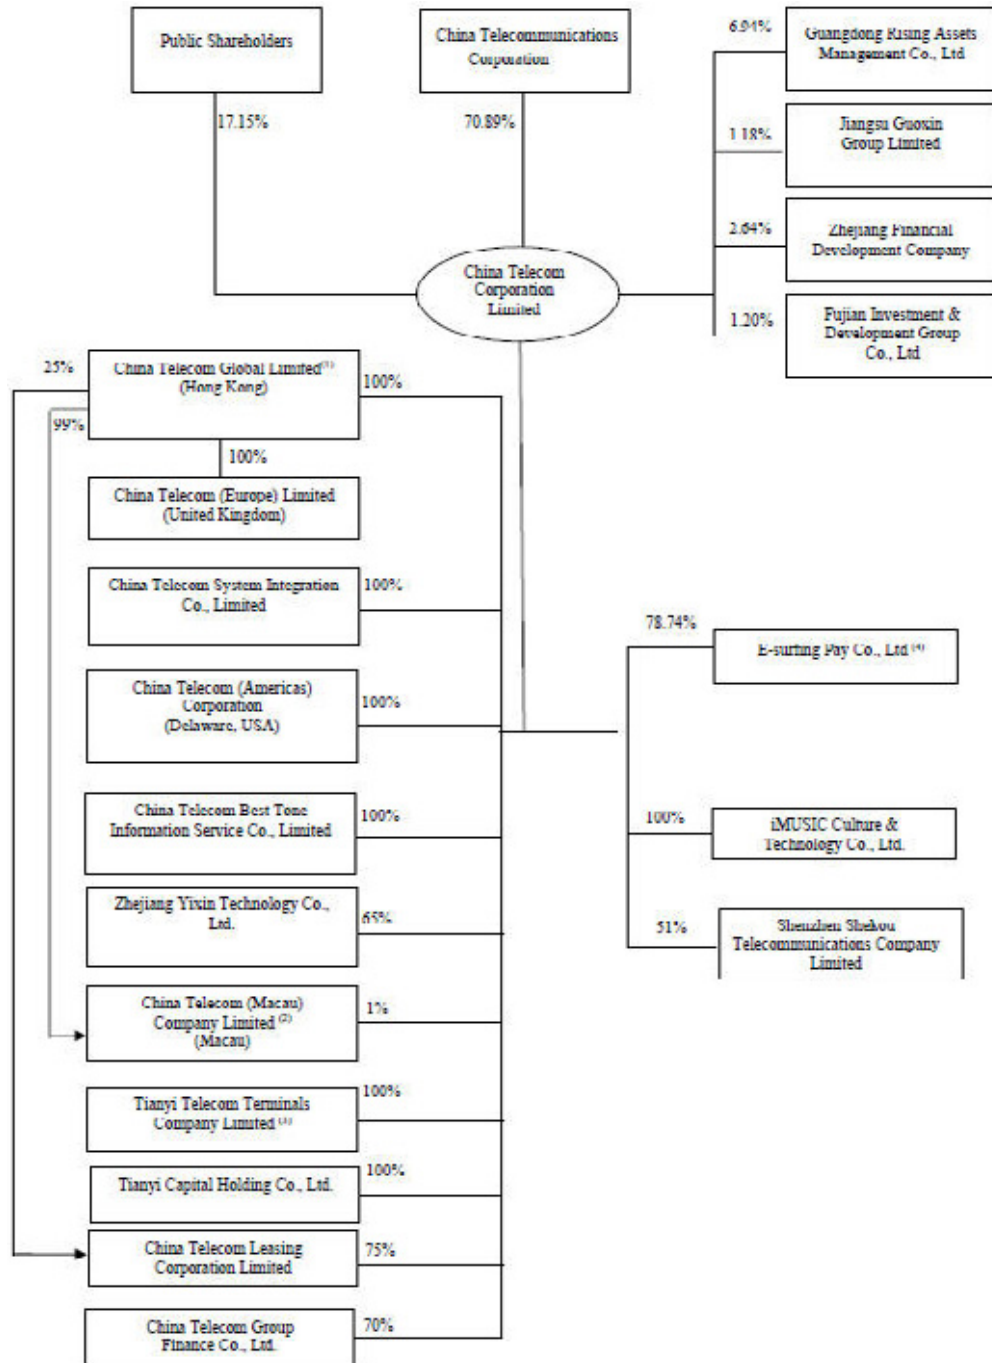 Public Shareholders
China Telecommunications
Corporation
6.94%
Guangdong Rising Assets
Management Co., Ltd
17.15%
70.89%
1.18%
Jiangsu Guoxin
Group Limited
2.64%
Zhejiang Financial
Development Company
China Telecom
Corporation
Limited
1.20%
Fujian Investment &
Development Group
Co., Ltd
25%
China Telecom Global Limited(1)
(Hong Kong)
100%
99%
100%
China Telecom (Europe) Limited
(United Kingdom)
China Telecom System Integration
Co., Limited
100%
78.74%
E-surfing Pay Co., Ltd (4)
China Telecom (Americas)
Corporation
(Delaware, USA)
100%
China Telecom Best Tone
Information Service Co., Limited
100%
100%
iMUSIC Culture &
Technology Co., Ltd.
Zhejiang Yixin Technology Co.,
Ltd.
65%
51%
Shenzhen Shekou
Telecommunications Company
Limited
China Telecom (Macau)
Company Limited (2)
(Macau)
1%
Tianyi Telecom Terminals
Company Limited (3)
100%
Tianyi Capital Holding Co., Ltd.
100%
China Telecom Leasing
Corporation Limited
75%
China Telecom Group
Finance Co., Ltd.
70%